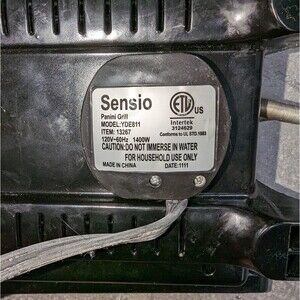 Sensio
Panini Grill
MODEL: YDE811
ITEM: 13267
120V~60Hz 1400W
ETL US
Intertek
3124629
Conforms to UL STD.1083
CAUTION:DO NOT IMMERSE IN WATER
FOR HOUSEHOLD USE ONLY
MADE IN CHINA DATE:1111